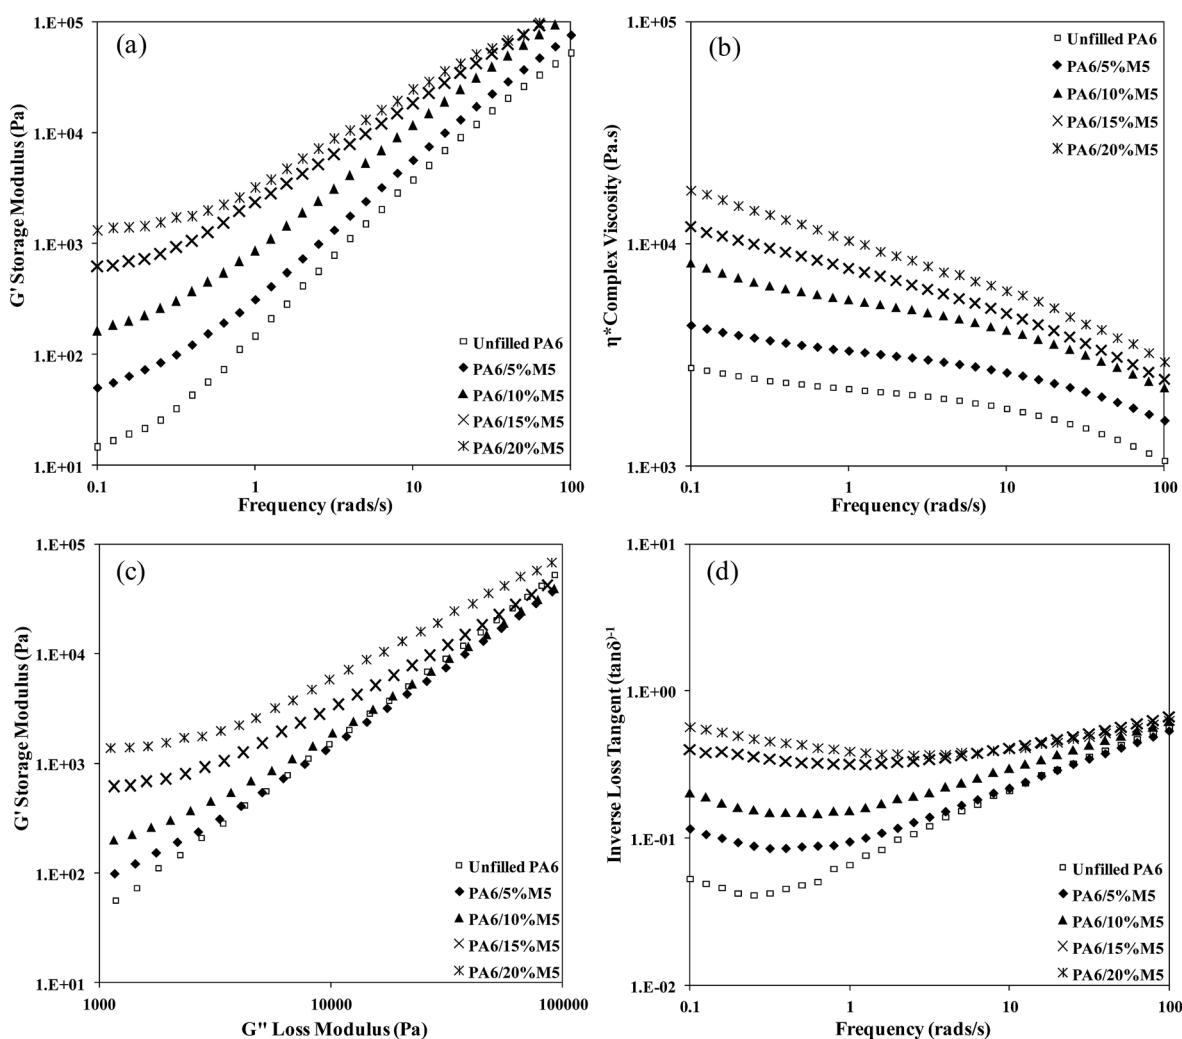 (a)
G' Storage Modulus (Pa)
1.E+05
1.E+04
1.E+03
1.E+02
1.E+01
0.1
1
10
100
Frequency (rads/s)
Unfilled PA6
PA6/5%M5
PA6/10%M5
PA6/15%M5
PA6/20%M5
(b)
η*Complex Viscosity (Pa.s)
1.E+05
1.E+04
1.E+03
0.1
1
10
100
Frequency (rads/s)
Unfilled PA6
PA6/5%M5
PA6/10%M5
PA6/15%M5
PA6/20%M5
(c)
G' Storage Modulus (Pa)
1.E+05
1.E+04
1.E+03
1.E+02
1.E+01
1000
10000
100000
G'' Loss Modulus (Pa)
Unfilled PA6
PA6/5%M5
PA6/10%M5
PA6/15%M5
PA6/20%M5
(d)
Inverse Loss Tangent (tanδ)-1
1.E+01
1.E+00
1.E-01
1.E-02
0.1
1
10
100
Frequency (rads/s)
Unfilled PA6
PA6/5%M5
PA6/10%M5
PA6/15%M5
PA6/20%M5